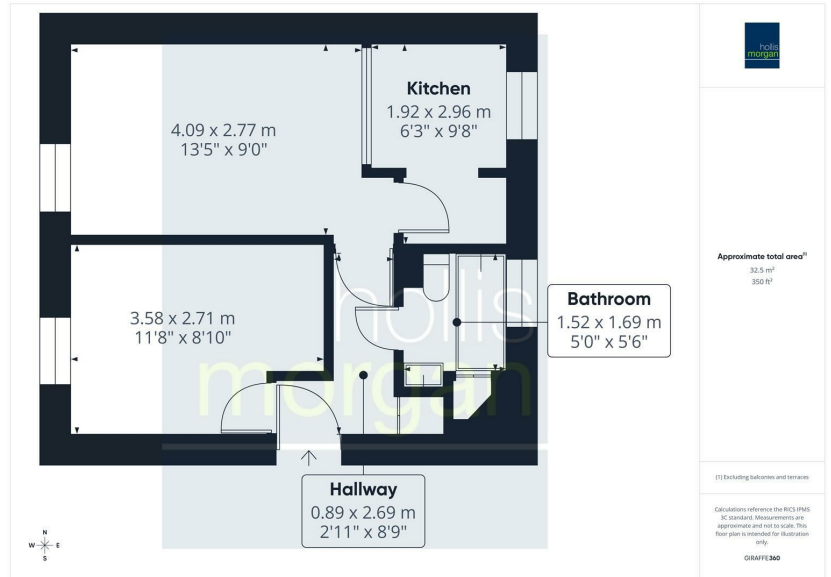 4.09 x 2.77 m
13'5" x 9'0"
Kitchen
1.92 x 2.96 m
6'3" x 9'8"
3.58 x 2.71 m
11'8" x 8'10"
Bathroom
1.52 x 1.69 m
5'0" x 5'6"
Hallway
0.89 x 2.69 m
2'11" x 8'9"
hollis
morgan
N
W E
S
hollis
morgan
Approximate total area(1)
32.5 m²
350 ft²
(1) Excluding balconies and terraces
Calculations reference the RICS IPMS
3C standard. Measurements are
approximate and not to scale. This
floor plan is intended for illustration
only.
GIRAFFE360